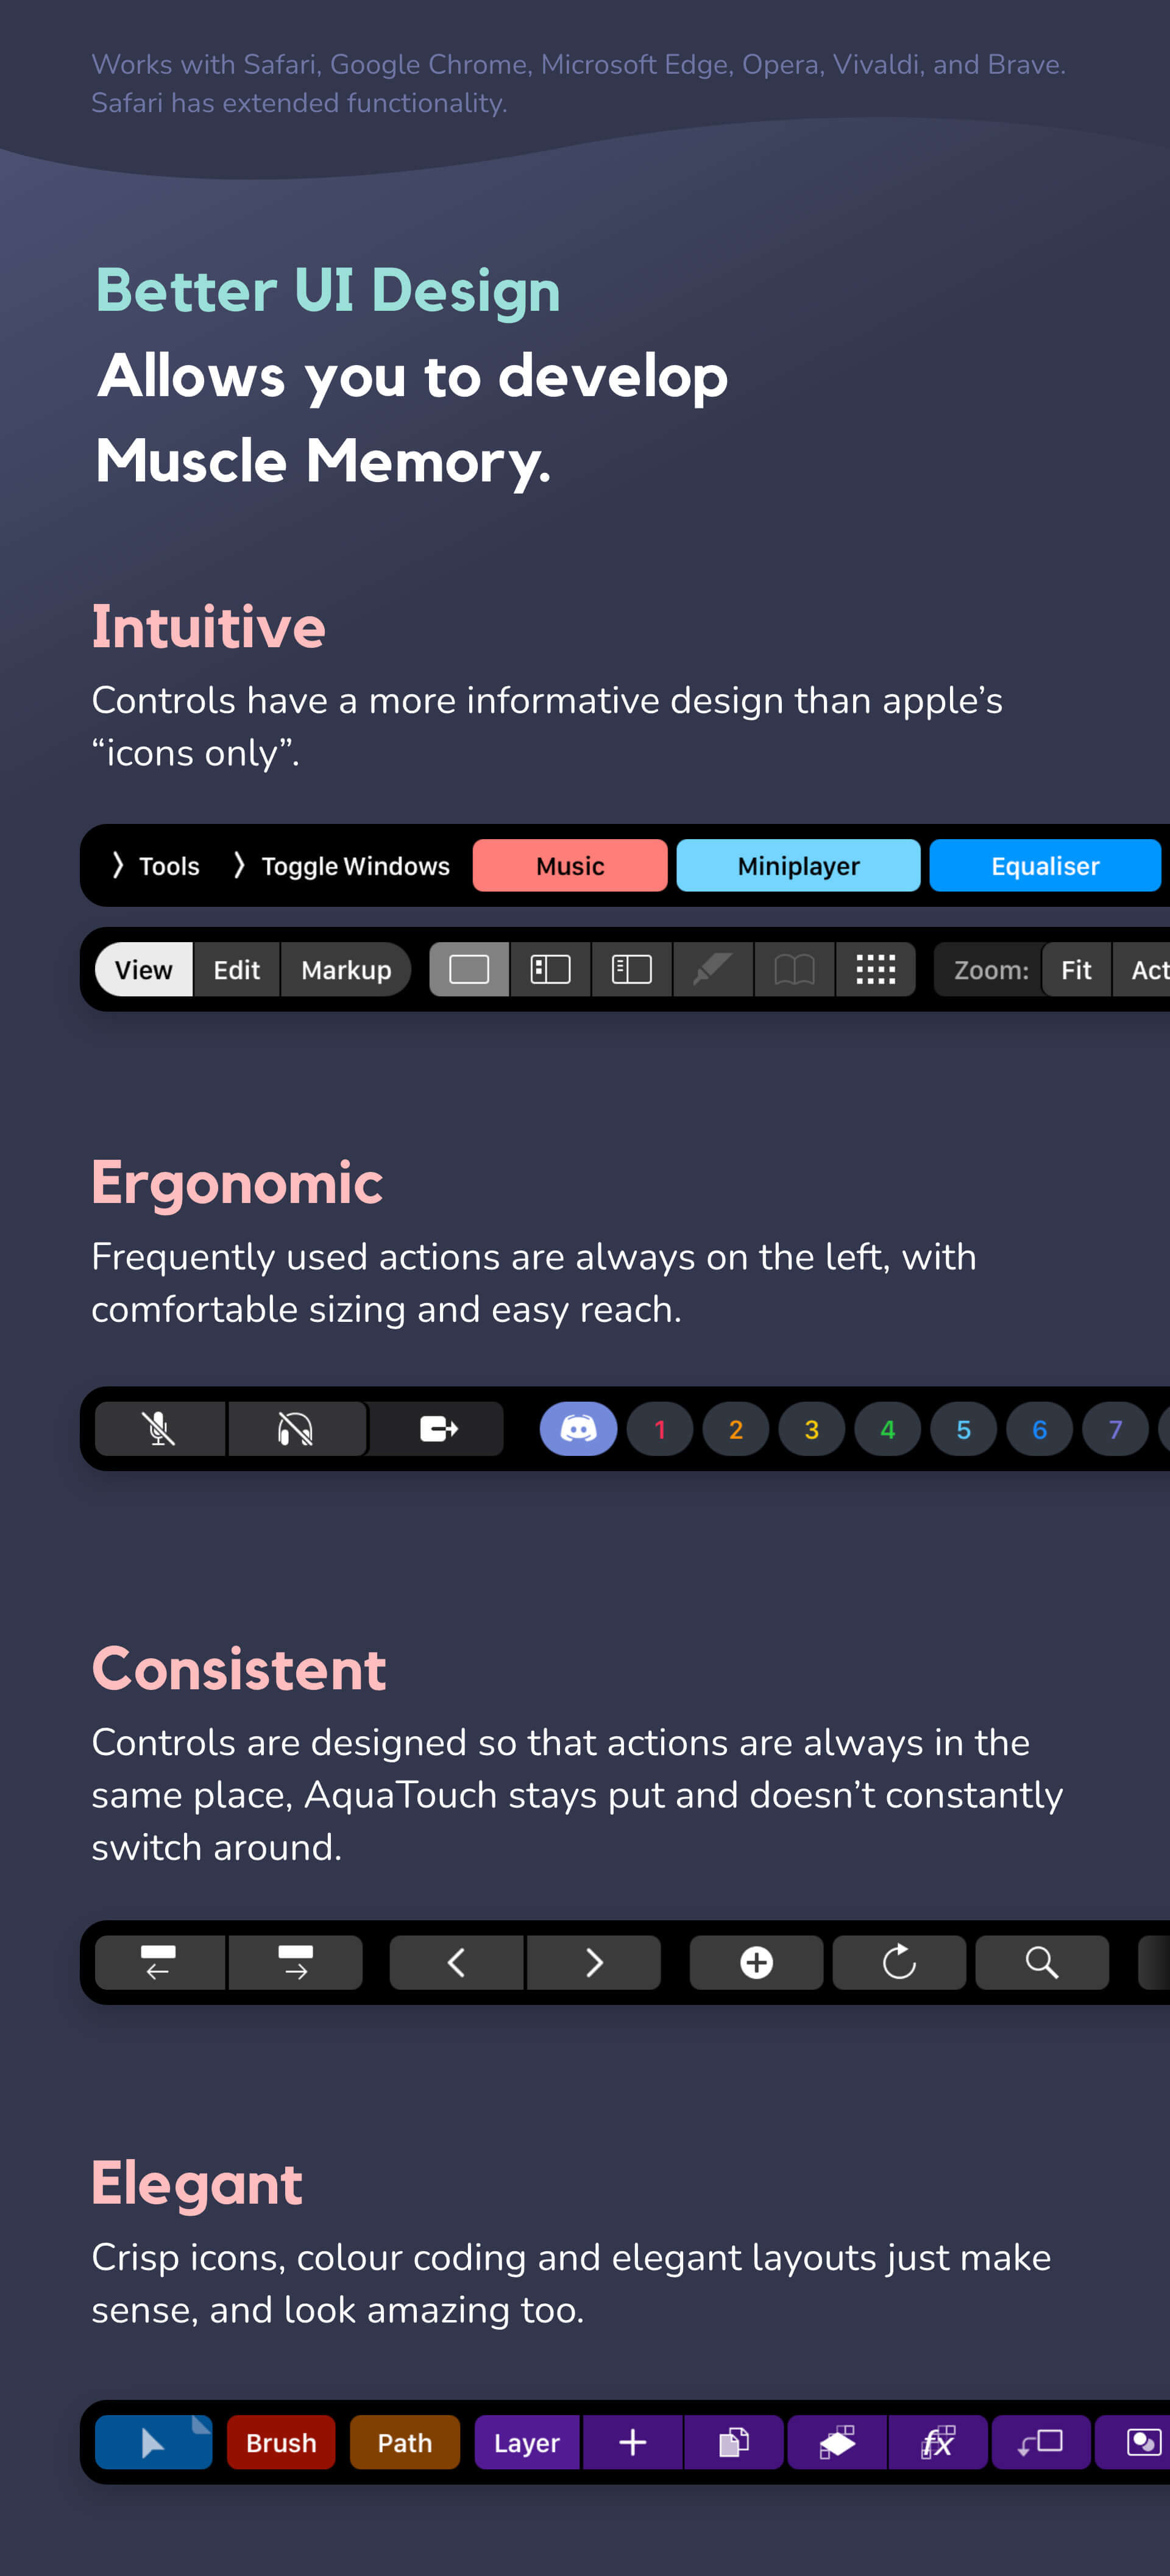 Works with Safari, Google Chrome, Microsoft Edge, Opera, Vivaldi, and Brave.
Safari has extended functionality.
Better UI Design
Allows you to develop
Muscle Memory.
Intuitive
Controls have a more informative design than apple’s
“icons only”.
〉 Tools 〉 Toggle Windows Music Miniplayer Equaliser
View Edit Markup Zoom: Fit Act
Ergonomic
Frequently used actions are always on the left, with
comfortable sizing and easy reach.
1 2 3 4 5 6 7
Consistent
Controls are designed so that actions are always in the
same place, AquaTouch stays put and doesn’t constantly
switch around.
Elegant
Crisp icons, colour coding and elegant layouts just make
sense, and look amazing too.
Brush Path Layer + fx